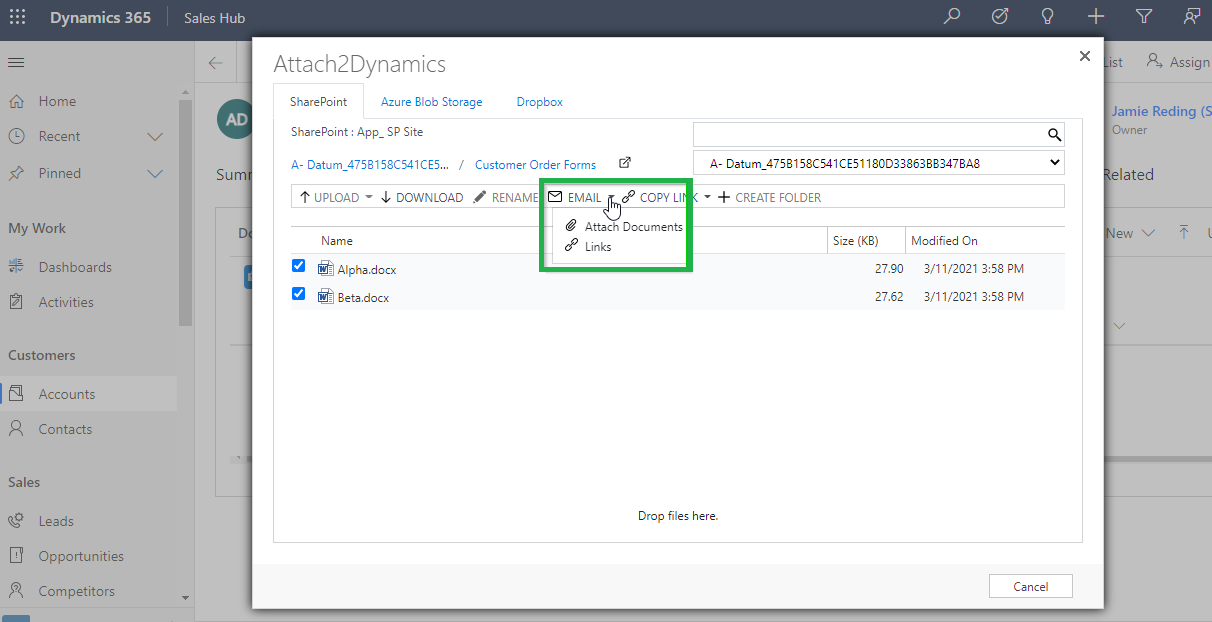 Dynamics 365 Sales Hub
Home
Recent
Pinned
My Work
Dashboards
Activities
Customers
Accounts
Contacts
Sales
Leads
Opportunities
Competitors
AD
Attach2Dynamics
SharePoint Azure Blob Storage Dropbox
SharePoint : App_ SP Site
A- Datum_475B158C541CE5... / Customer Order Forms
A- Datum_475B158C541CE51180D33863BB347BA8
UPLOAD DOWNLOAD RENAME EMAIL COPY LINK CREATE FOLDER
Attach Documents
Links
Name Size (KB) Modified On
Alpha.docx 27.90 3/11/2021 3:58 PM
Beta.docx 27.62 3/11/2021 3:58 PM
Drop files here.
Cancel
Assign
Jamie Reding (S
Owner
Related
New